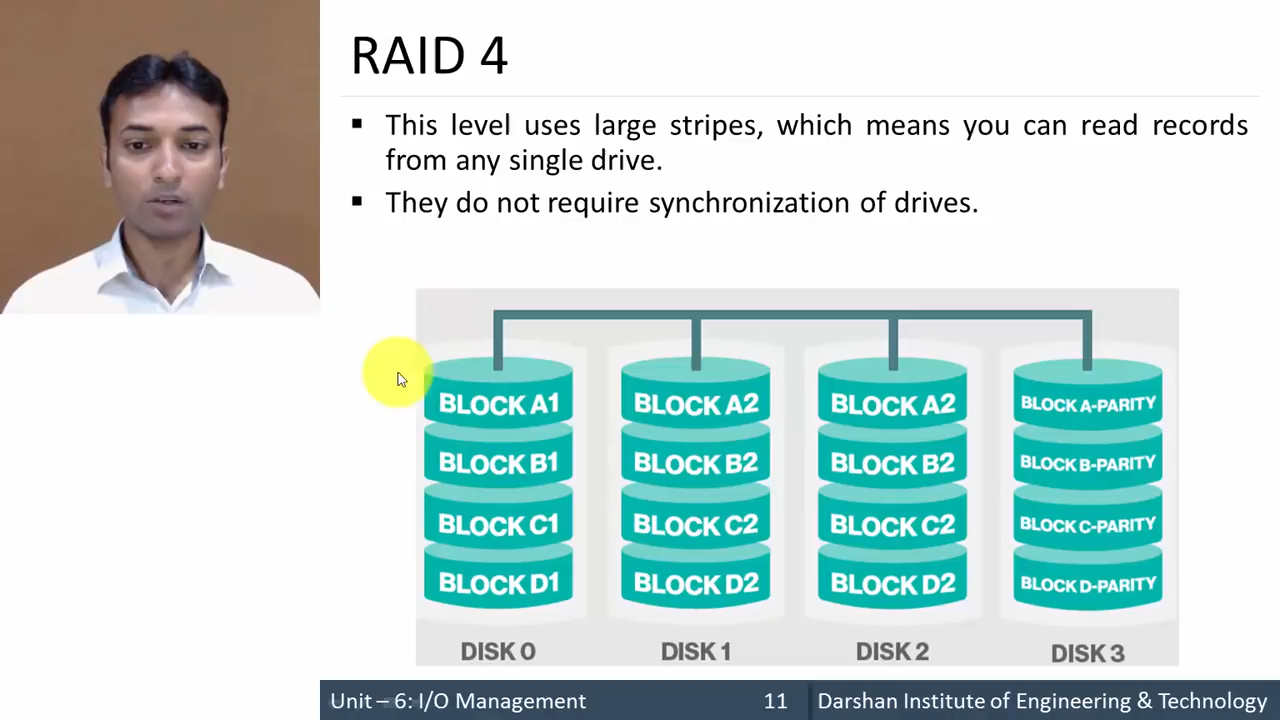 RAID 4
▪ This level uses large stripes, which means you can read records
from any single drive.
▪ They do not require synchronization of drives.
BLOCK A1 BLOCK A2 BLOCK A2 BLOCK A-PARITY
BLOCK B1 BLOCK B2 BLOCK B2 BLOCK B-PARITY
BLOCK C1 BLOCK C2 BLOCK C2 BLOCK C-PARITY
BLOCK D1 BLOCK D2 BLOCK D2 BLOCK D-PARITY
DISK 0 DISK 1 DISK 2 DISK 3
Unit – 6: I/O Management 11 Darshan Institute of Engineering & Technology